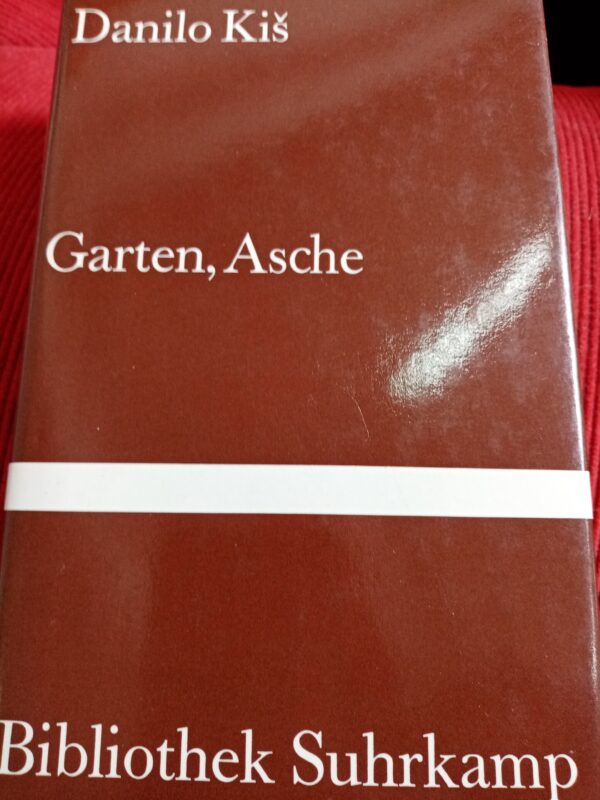 Danilo Kiš
Garten, Asche
Bibliothek Suhrkamp